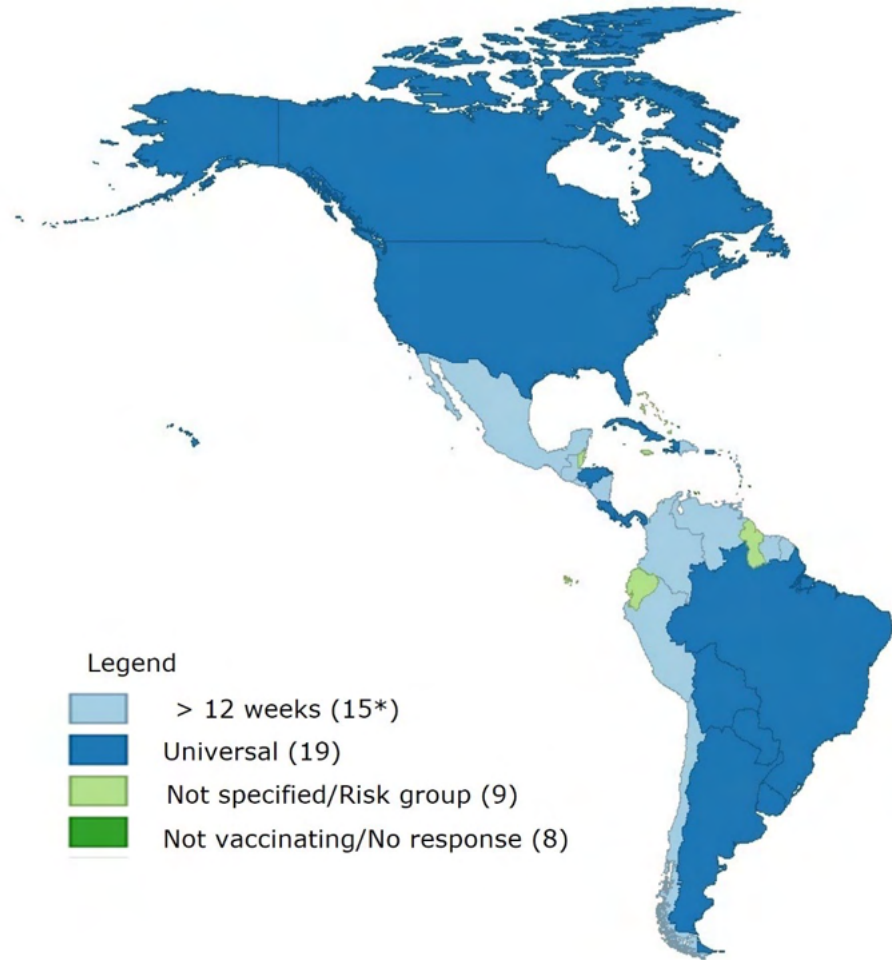 Legend
> 12 weeks (15*)
Universal (19)
Not specified/Risk group (9)
Not vaccinating/No response (8)